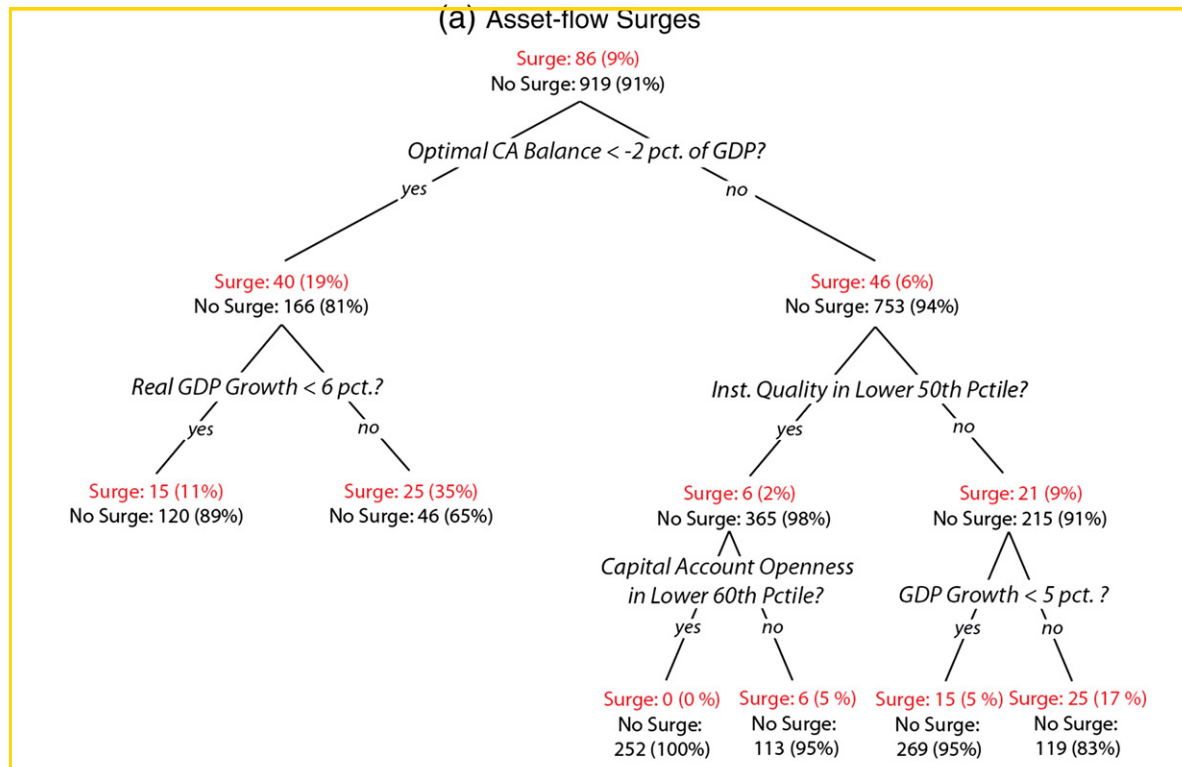 (a) Asset-flow Surges
Surge: 86 (9%)
No Surge: 919 (91%)
Optimal CA Balance < -2 pct. of GDP?
yes
no
Surge: 40 (19%)
No Surge: 166 (81%)
Surge: 46 (6%)
No Surge: 753 (94%)
Real GDP Growth < 6 pct.?
Inst. Quality in Lower 50th Pctile?
yes
no
yes
no
Surge: 15 (11%)
No Surge: 120 (89%)
Surge: 25 (35%)
No Surge: 46 (65%)
Surge: 6 (2%)
No Surge: 365 (98%)
Surge: 21 (9%)
No Surge: 215 (91%)
Capital Account Openness
in Lower 60th Pctile?
GDP Growth < 5 pct. ?
yes
no
yes
no
Surge: 0 (0 %)
No Surge:
252 (100%)
Surge: 6 (5 %)
No Surge:
113 (95%)
Surge: 15 (5 %)
No Surge:
269 (95%)
Surge: 25 (17 %)
No Surge:
119 (83%)